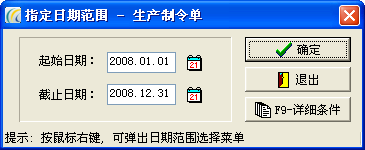 指定日期范围 - 生产制令单
起始日期： 2008.01.01 21
截止日期： 2008.12.31 21
确定
退出
F9-详细条件
提示: 按鼠标右键, 可弹出日期范围选择菜单